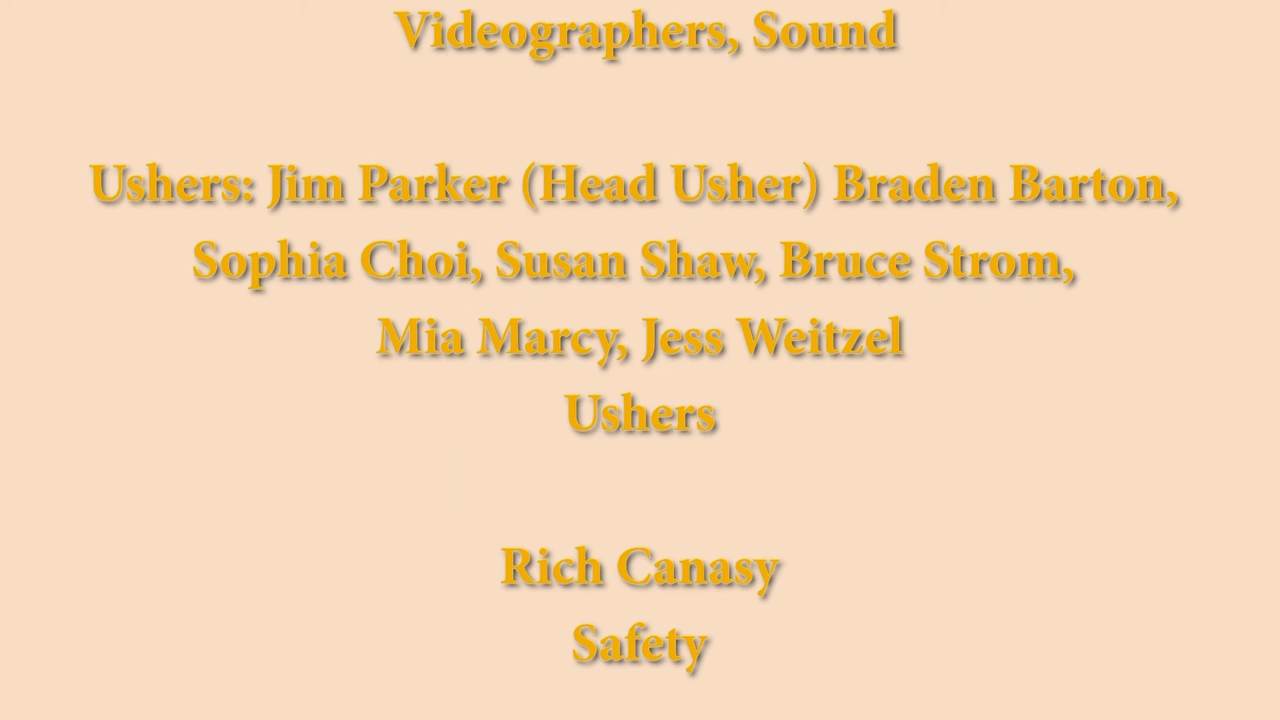 Videographers, Sound
Ushers: Jim Parker (Head Usher) Braden Barton,
Sophia Choi, Susan Shaw, Bruce Strom,
Mia Marcy, Jess Weitzel
Ushers
Rich Canasy
Safety